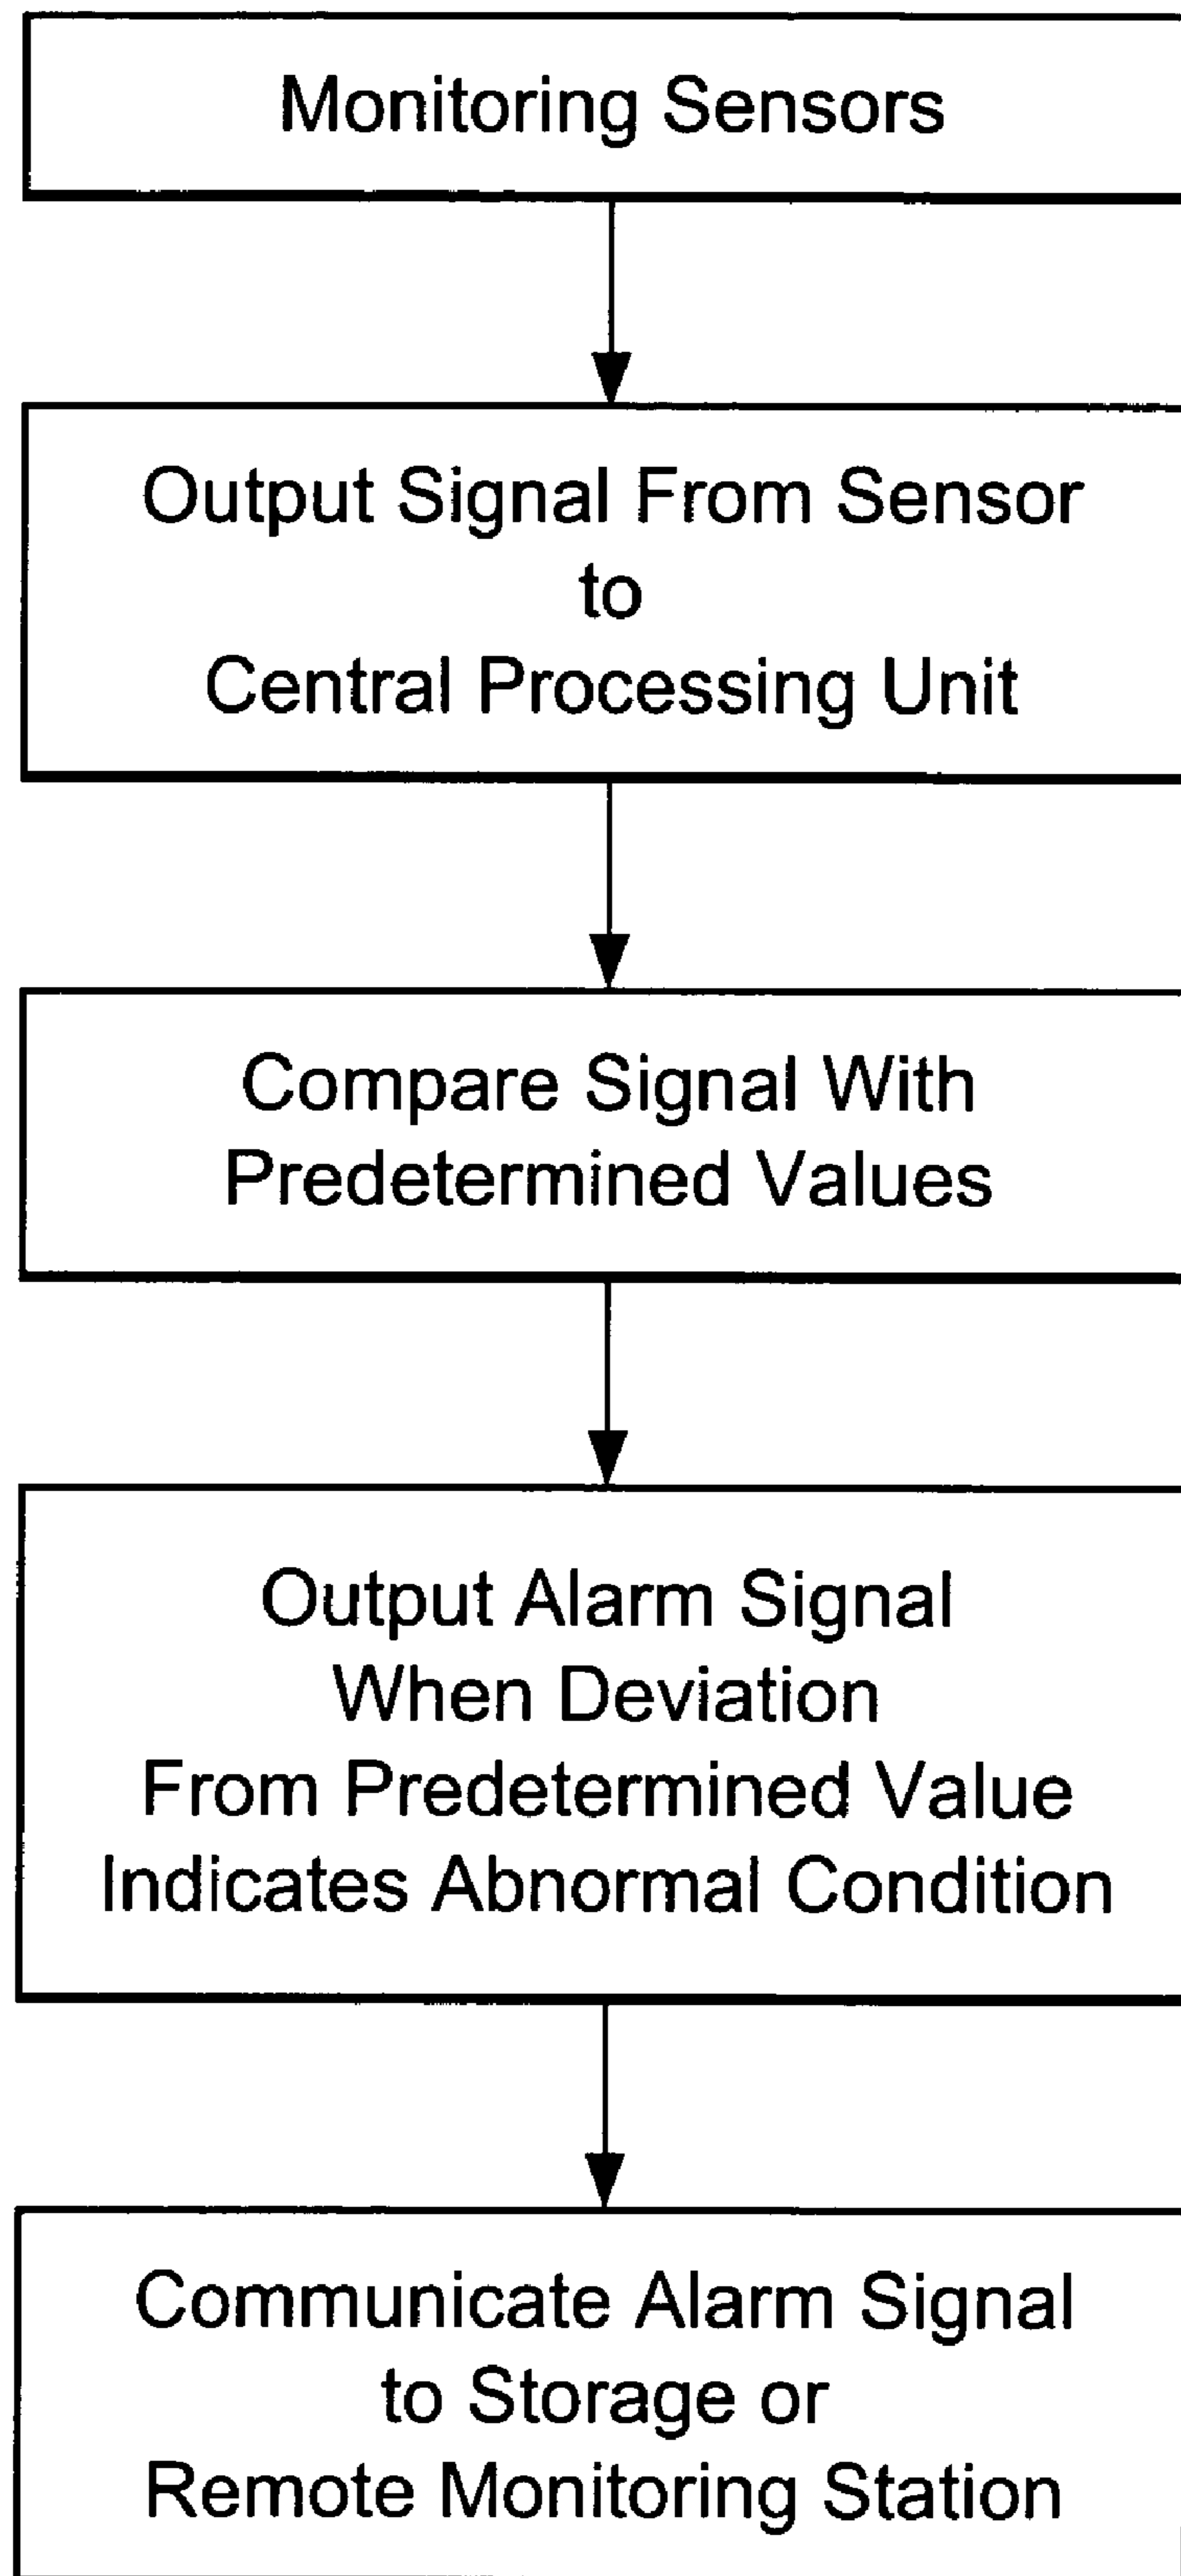 Monitoring Sensors
Output Signal From Sensor
to
Central Processing Unit
Compare Signal With
Predetermined Values
Output Alarm Signal
When Deviation
From Predetermined Value
Indicates Abnormal Condition
Communicate Alarm Signal
to Storage or
Remote Monitoring Station